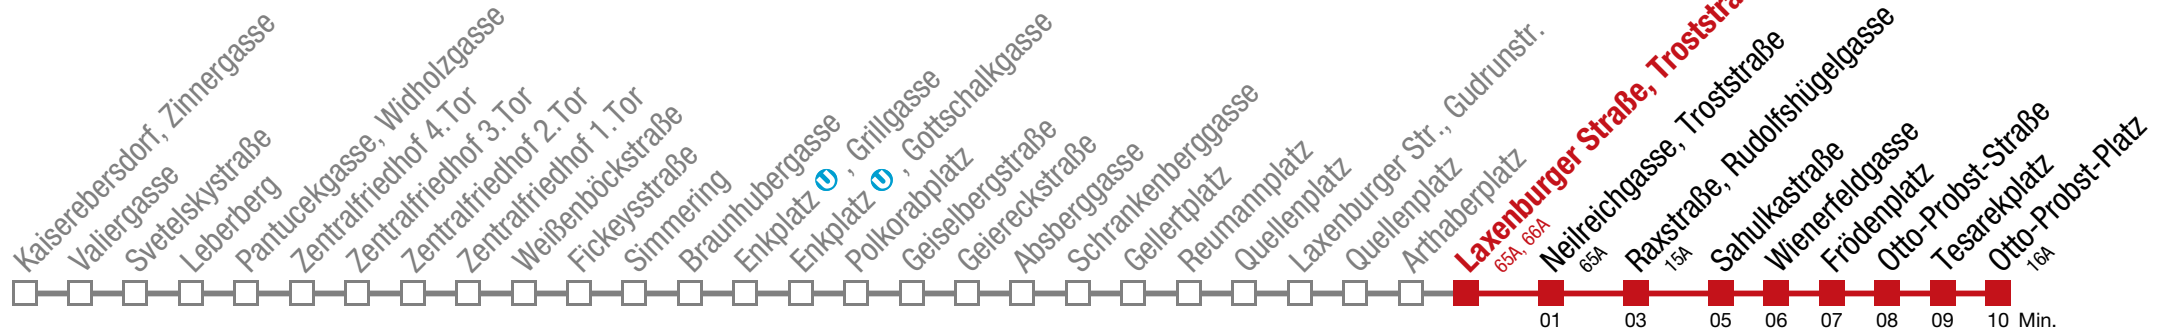 Kaiserebersdorf, Zinnergasse
Valiergasse
Svetelskystraße
Leberberg
Pantucekgasse, Widholzgasse
Zentralfriedhof 4. Tor
Zentralfriedhof 3. Tor
Zentralfriedhof 2. Tor
Zentralfriedhof 1. Tor
Weißenböckstraße
Fickeysstraße
Simmering
Braunhubergasse
Enkplatz U, Grillgasse
Enkplatz U, Gottschalkgasse
Polkorabplatz
Geiselbergstraße
Geiereckstraße
Absberggasse
Schrankenberggasse
Gellertplatz
Reumannplatz
Quellenplatz
Laxenburger Str., Gudrunstr.
Quellenplatz
Arthaberplatz
Laxenburger Straße,
65A, 66A
Neilreichgasse, Troststraße
65A
Raxstraße, Rudolfshügelgasse
15A
Sahulkastraße
Wienerfeldgasse
Frödenplatz
Otto-Probst-Straße
Tesarekplatz
Otto-Probst-Platz
16A
01 03 05 06 07 08 09 10 Min.